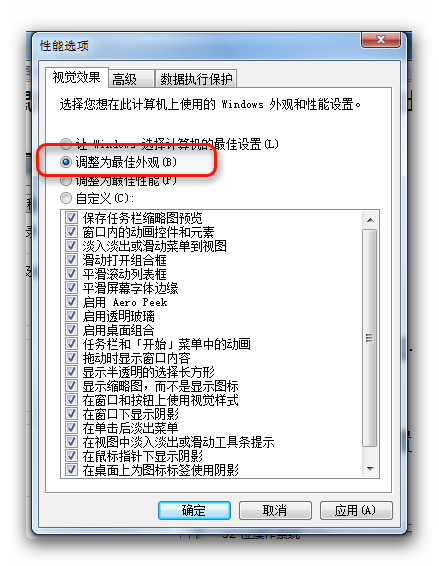 性能选项
视觉效果 高级 数据执行保护
选择您想在此计算机上使用的 Windows 外观和性能设置。
让 Windows 选择计算机的最佳设置(L)
调整为最佳外观(B)
调整为最佳性能(P)
自定义(C):
保存任务栏缩略图预览
窗口内的动画控件和元素
淡入淡出或滑动菜单到视图
滑动打开组合框
平滑滚动列表框
平滑屏幕字体边缘
启用 Aero Peek
启用透明玻璃
启用桌面组合
任务栏和「开始」菜单中的动画
拖动时显示窗口内容
显示半透明的选择长方形
显示缩略图，而不是显示图标
在窗口和按钮上使用视觉样式
在窗口下显示阴影
在单击后淡出菜单
在视图中淡入淡出或滑动工具条提示
在鼠标指针下显示阴影
在桌面上为图标标签使用阴影
确定 取消 应用(A)
32 位操作系统